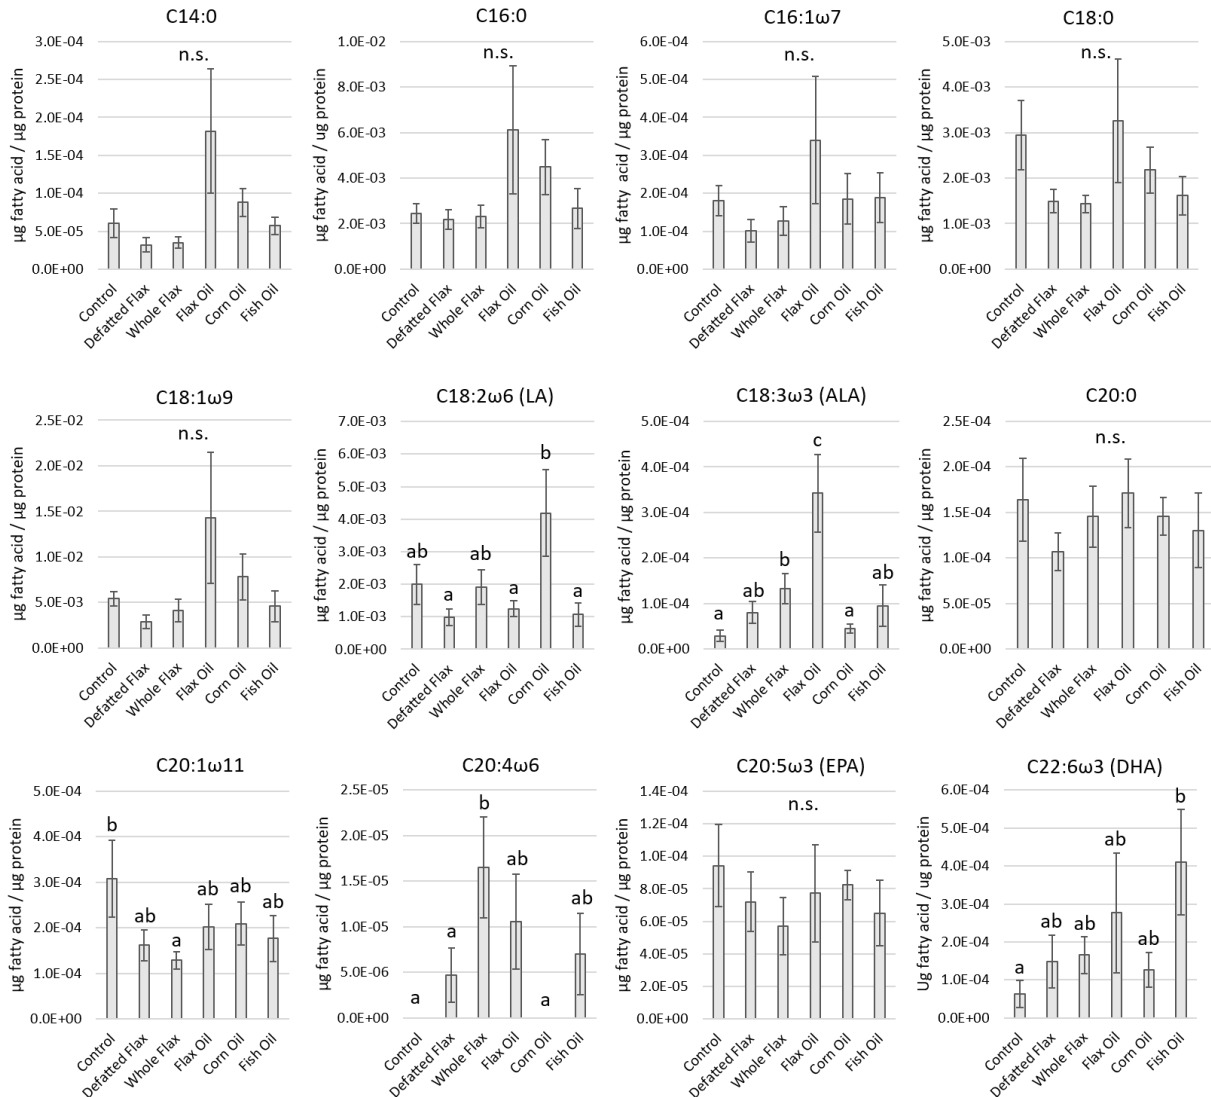 C14:0
µg fatty acid / µg protein
3.0E-04
2.5E-04
2.0E-04
1.5E-04
1.0E-04
5.0E-05
0.0E+00
n.s.
Control
Defatted Flax
Whole Flax
Flax Oil
Corn Oil
Fish Oil
C16:0
µg fatty acid / ug protein
1.0E-02
8.0E-03
6.0E-03
4.0E-03
2.0E-03
0.0E+00
n.s.
Control
Defatted Flax
Whole Flax
Flax Oil
Corn Oil
Fish Oil
C16:1ω7
µg fatty acid / µg protein
6.0E-04
5.0E-04
4.0E-04
3.0E-04
2.0E-04
1.0E-04
0.0E+00
n.s.
Control
Defatted Flax
Whole Flax
Flax Oil
Corn Oil
Fish Oil
C18:0
µg fatty acid / µg protein
5.0E-03
4.0E-03
3.0E-03
2.0E-03
1.0E-03
0.0E+00
n.s.
Control
Defatted Flax
Whole Flax
Flax Oil
Corn Oil
Fish Oil
C18:1ω9
µg fatty acid / µg protein
2.5E-02
2.0E-02
1.5E-02
1.0E-02
5.0E-03
0.0E+00
n.s.
Control
Defatted Flax
Whole Flax
Flax Oil
Corn Oil
Fish Oil
C18:2ω6 (LA)
µg fatty acid / µg protein
7.0E-03
6.0E-03
5.0E-03
4.0E-03
3.0E-03
2.0E-03
1.0E-03
0.0E+00
ab
a
ab
a
b
a
Control
Defatted Flax
Whole Flax
Flax Oil
Corn Oil
Fish Oil
C18:3ω3 (ALA)
µg fatty acid / µg protein
5.0E-04
4.0E-04
3.0E-04
2.0E-04
1.0E-04
0.0E+00
a
ab
b
c
a
ab
Control
Defatted Flax
Whole Flax
Flax Oil
Corn Oil
Fish Oil
C20:0
µg fatty acid / µg protein
2.5E-04
2.0E-04
1.5E-04
1.0E-04
5.0E-05
0.0E+00
n.s.
Control
Defatted Flax
Whole Flax
Flax Oil
Corn Oil
Fish Oil
C20:1ω11
µg fatty acid / µg protein
5.0E-04
4.0E-04
3.0E-04
2.0E-04
1.0E-04
0.0E+00
b
ab
a
ab
ab
ab
Control
Defatted Flax
Whole Flax
Flax Oil
Corn Oil
Fish Oil
C20:4ω6
µg fatty acid / µg protein
2.5E-05
2.0E-05
1.5E-05
1.0E-05
5.0E-06
0.0E+00
a
a
b
ab
a
ab
Control
Defatted Flax
Whole Flax
Flax Oil
Corn Oil
Fish Oil
C20:5ω3 (EPA)
µg fatty acid / µg protein
1.4E-04
1.2E-04
1.0E-04
8.0E-05
6.0E-05
4.0E-05
2.0E-05
0.0E+00
n.s.
Control
Defatted Flax
Whole Flax
Flax Oil
Corn Oil
Fish Oil
C22:6ω3 (DHA)
Ug fatty acid / µg protein
6.0E-04
5.0E-04
4.0E-04
3.0E-04
2.0E-04
1.0E-04
0.0E+00
a
ab
ab
ab
ab
b
Control
Defatted Flax
Whole Flax
Flax Oil
Corn Oil
Fish Oil